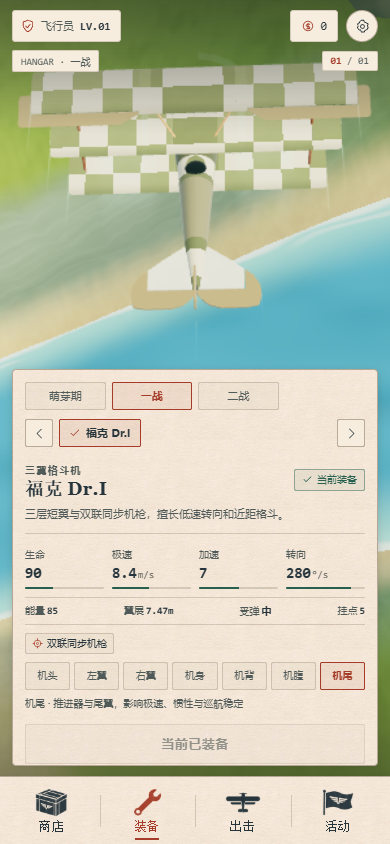 飞行员 LV.01
0
HANGAR · 一战
01 / 01
萌芽期
一战
二战
福克 Dr.I
三翼格斗机
福克 Dr.I
当前装备
三层短翼与双联同步机枪，擅长低速转向和近距格斗。
生命
极速
加速
转向
90
8.4m/s
7
280°/s
能量 85
翼展 7.47m
受弹 中
挂点 5
双联同步机枪
机头
左翼
右翼
机身
机背
机腹
机尾
机尾 · 推进器与尾翼，影响极速、惯性与巡航稳定
当前已装备
商店
装备
出击
活动